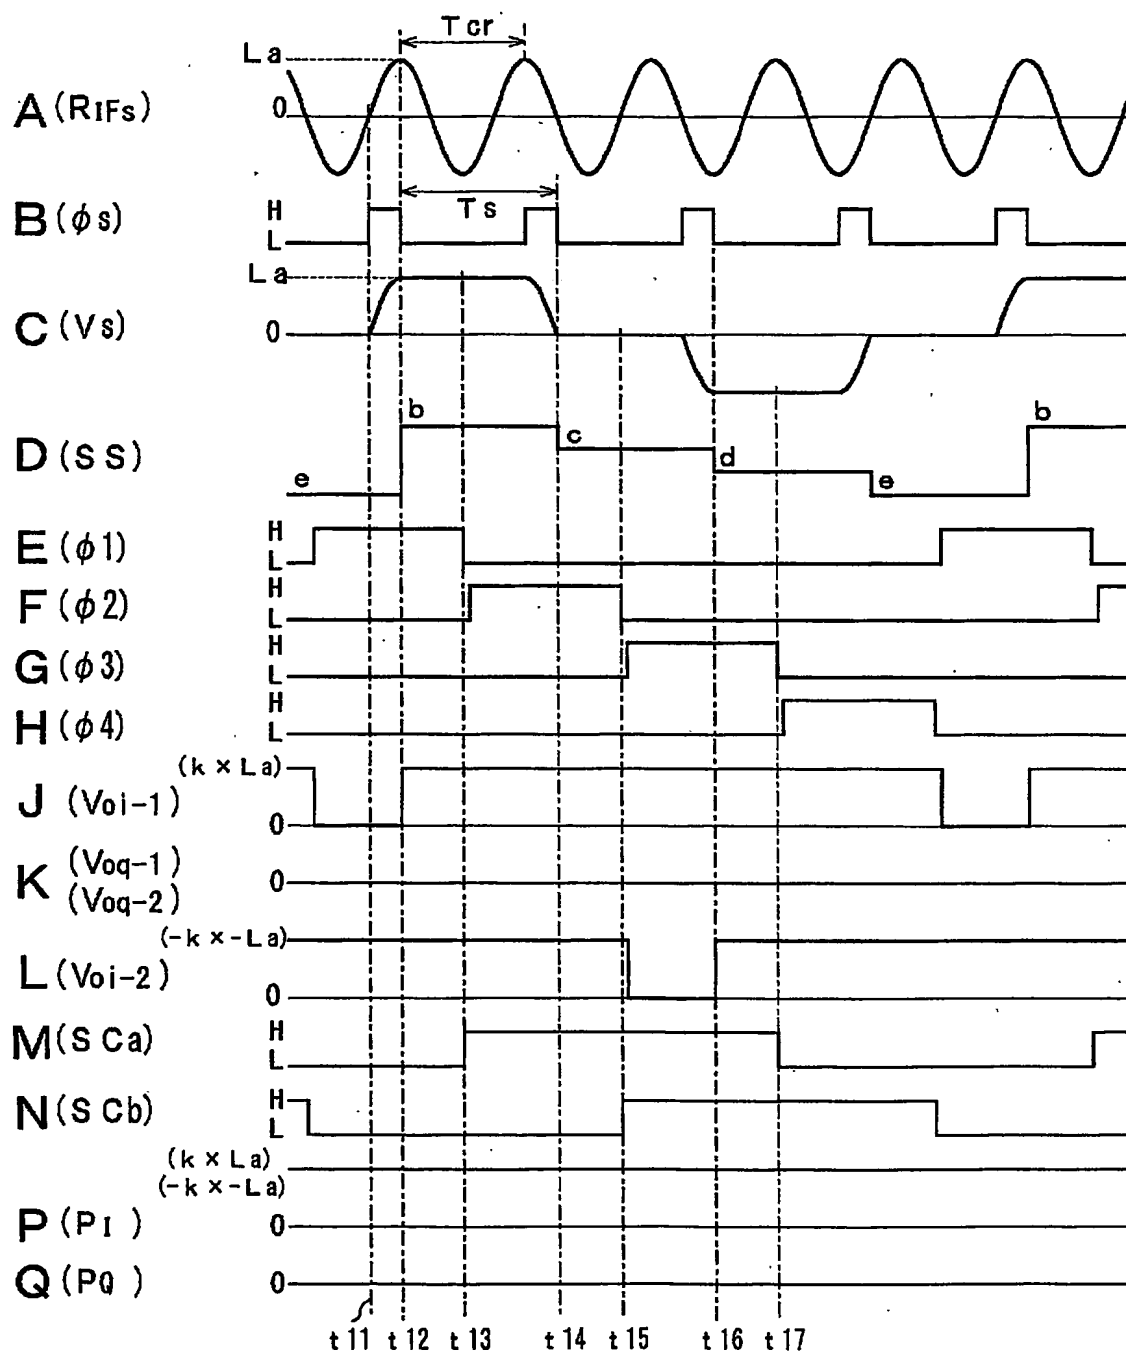 Tcr
La
A (RIFs)
0
Ts
B (φs)
H
L
La
C (Vs)
0
D (SS)
e
b
c
d
e
b
E (φ1)
H
L
F (φ2)
H
L
G (φ3)
H
L
H (φ4)
H
L
(k × La)
J (Voi-1)
0
(Voq-1)
K
0
(Voq-2)
(-k × -La)
L (Voi-2)
0
M (SCa)
H
L
N (SCb)
H
L
(k × La)
(-k × -La)
P (PI)
0
Q (PQ)
0
t11 t12 t13 t14 t15 t16 t17